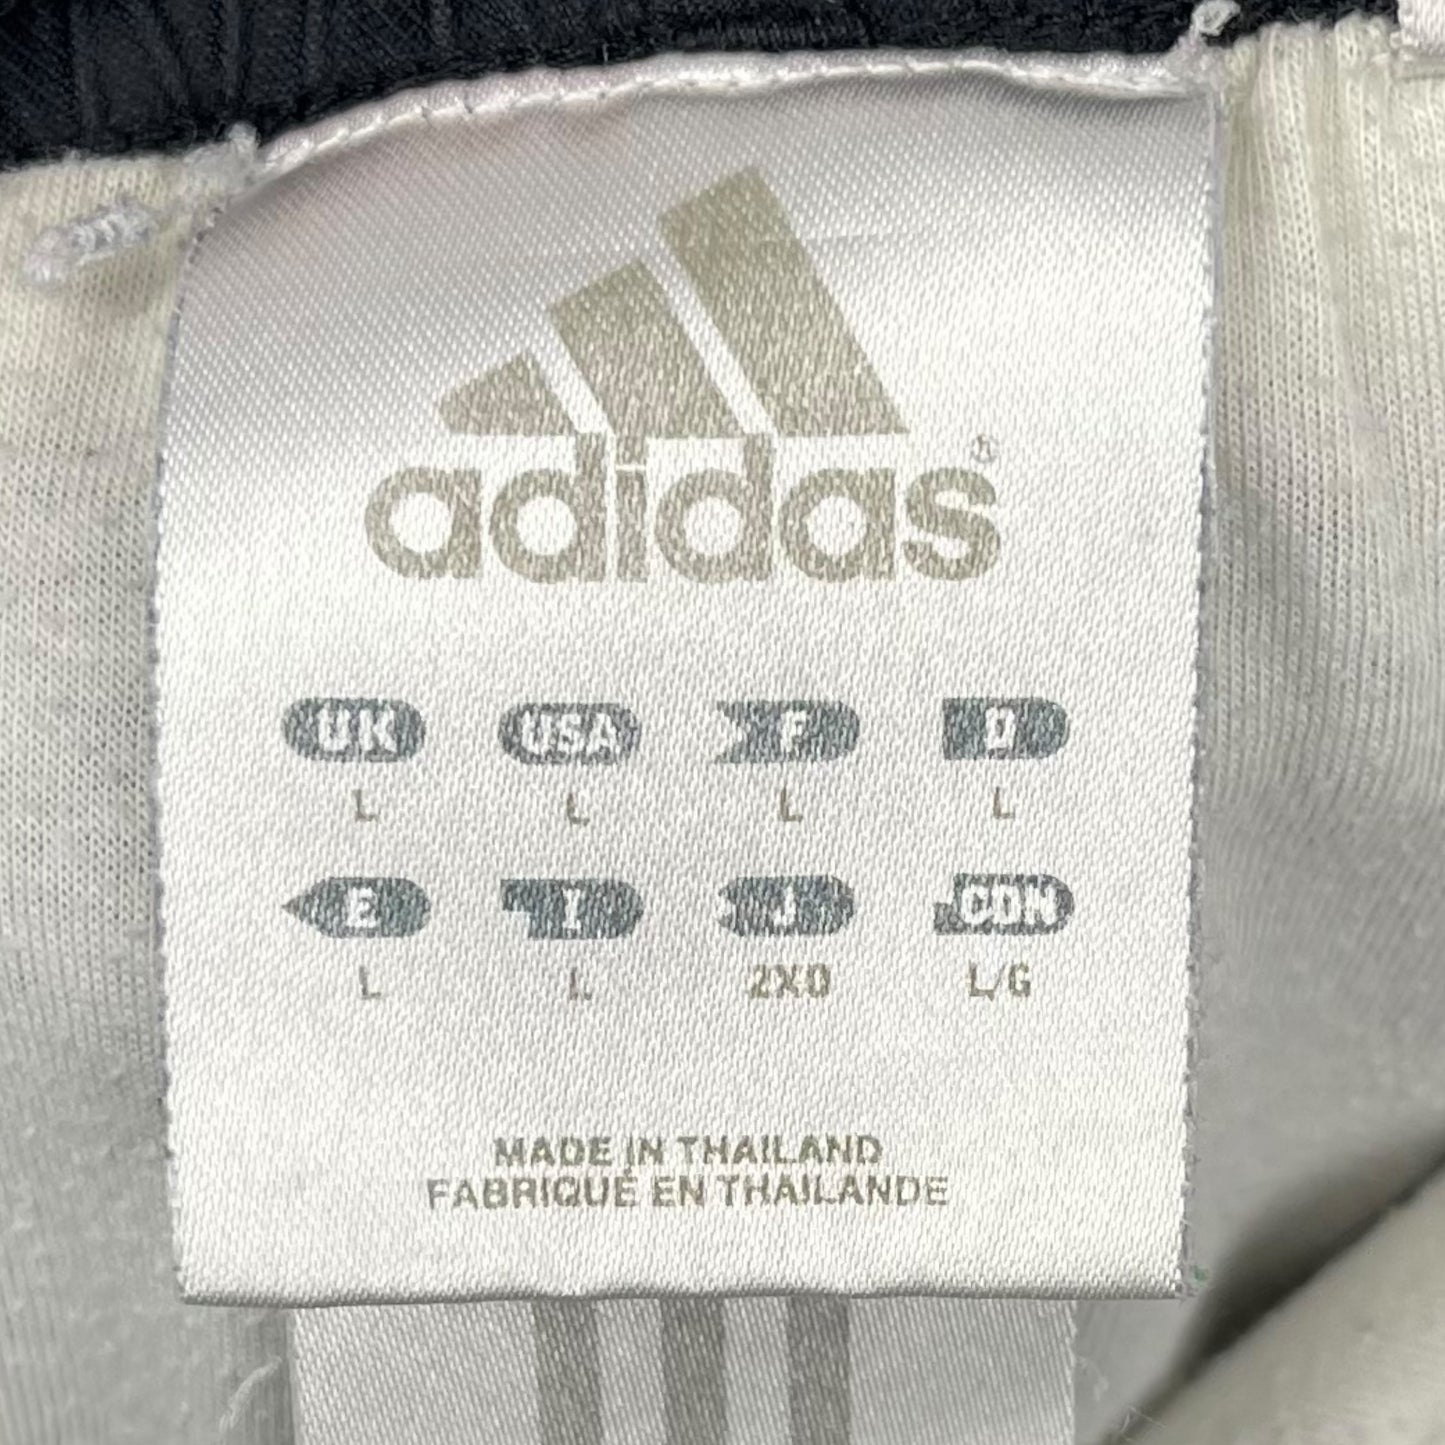 adidas®
UK USA F D
L L L L
E I J CDN
L L 2XO L/G
MADE IN THAILAND
FABRIQUÉ EN THAILANDE